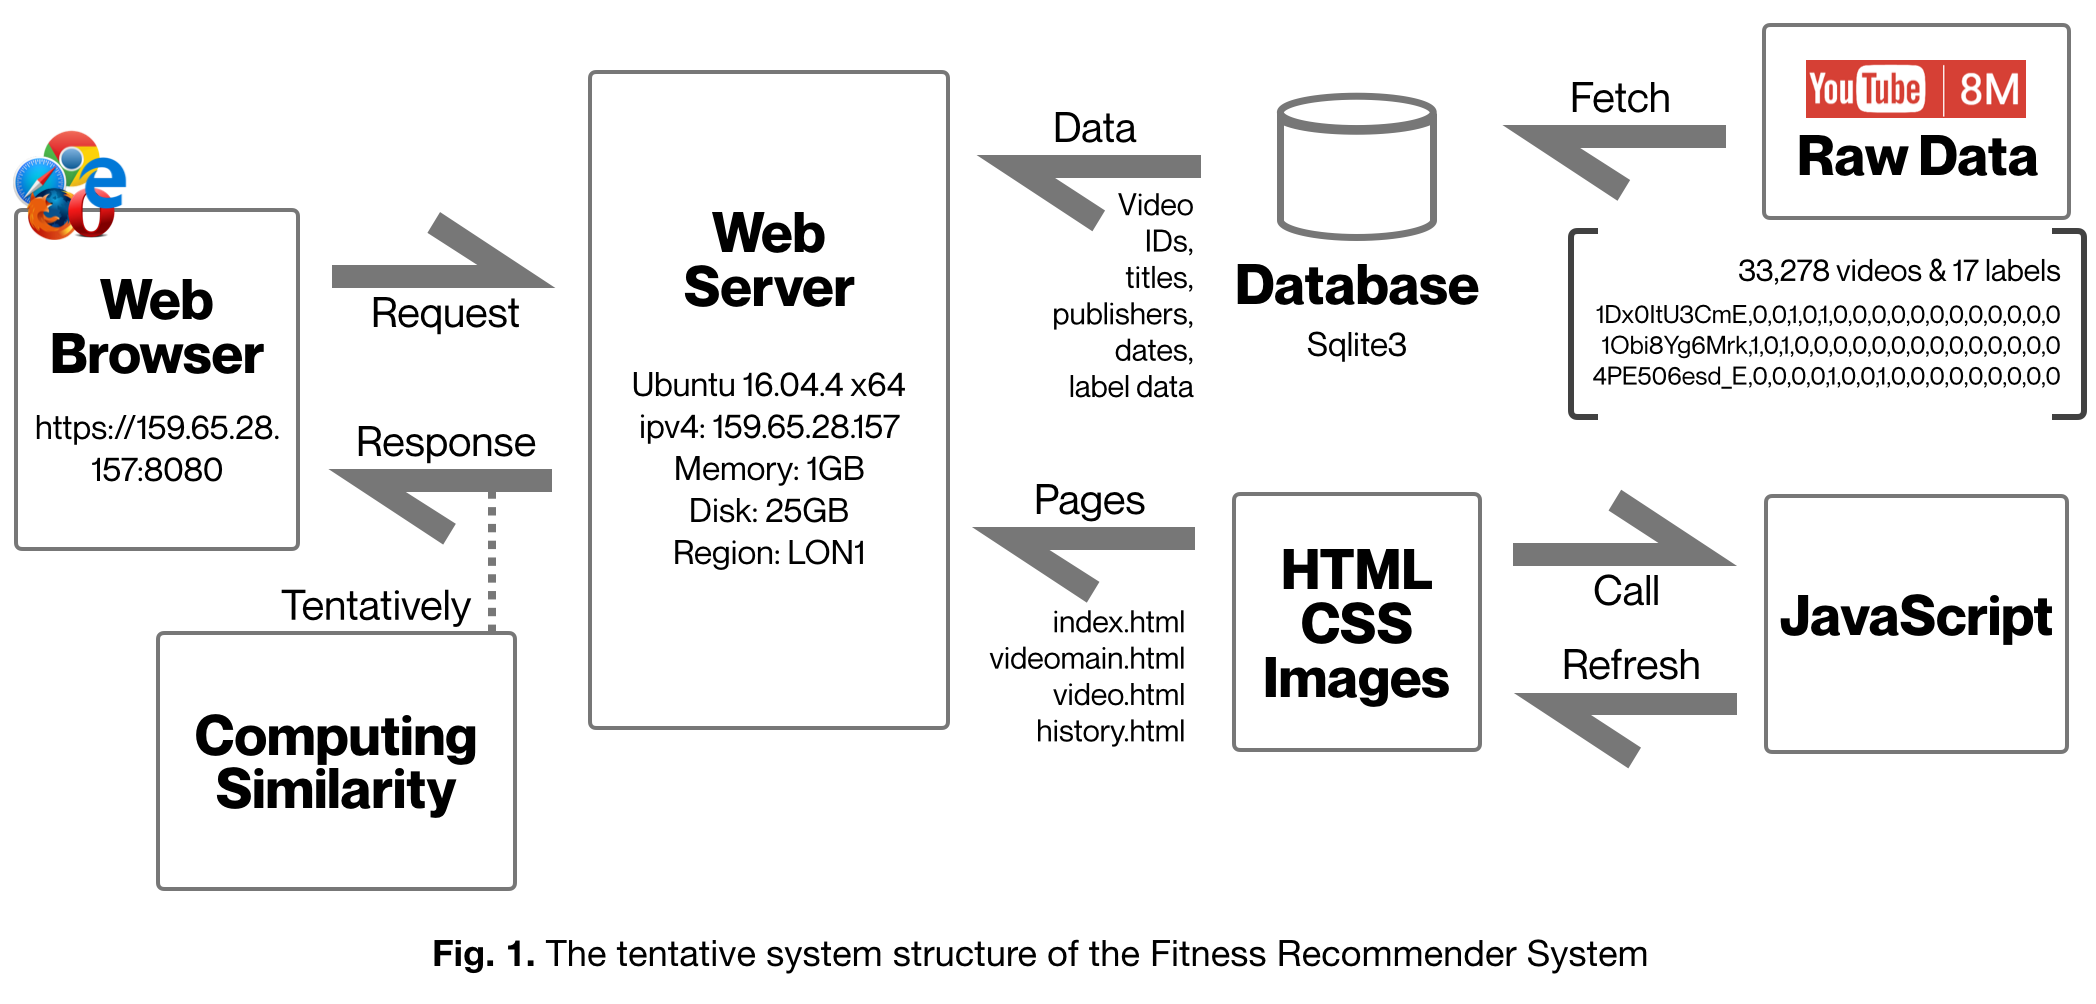 YouTube 8M
Raw Data
Fetch
Data
Video
IDs,
titles,
publishers,
dates,
label data
Database
Sqlite3
33,278 videos & 17 labels
1Dx0ItU3CmE,0,0,1,0,1,0,0,0,0,0,0,0,0,0,0,0,0
1Obi8Yg6Mrk,1,0,1,0,0,0,0,0,0,0,0,0,0,0,0,0,0
4PE506esd_E,0,0,0,0,1,0,0,1,0,0,0,0,0,0,0,0,0
Web
Browser
https://159.65.28.
157:8080
Request
Response
Web
Server
Ubuntu 16.04.4 x64
ipv4: 159.65.28.157
Memory: 1GB
Disk: 25GB
Region: LON1
Pages
index.html
videomain.html
video.html
history.html
HTML
CSS
Images
Call
Refresh
JavaScript
Tentatively
Computing
Similarity
Fig. 1. The tentative system structure of the Fitness Recommender System